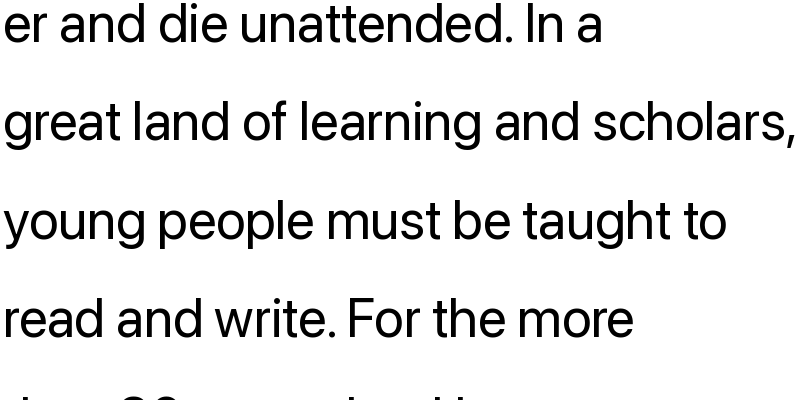 er and die unattended. In a
great land of learning and scholars,
young people must be taught to
read and write. For the more